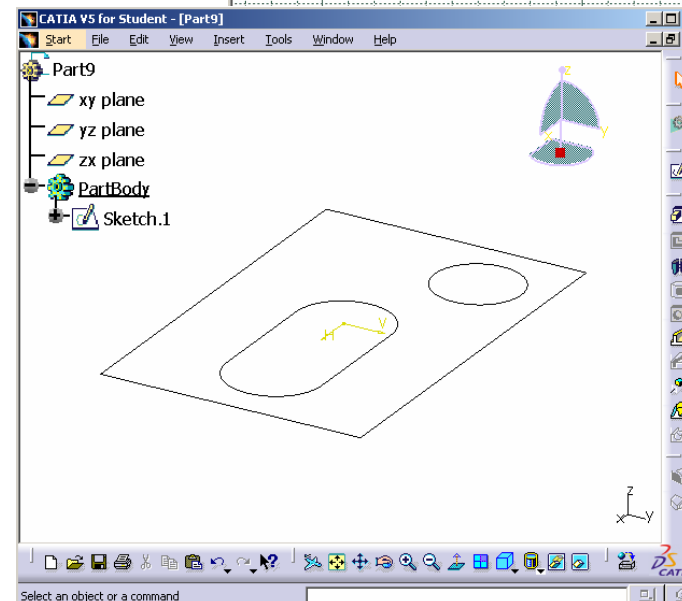 CATIA V5 for Student - [Part9]
Start File Edit View Insert Tools Window Help
Part9
xy plane
yz plane
zx plane
PartBody
Sketch.1
z
x
y
H
V
z
x
y
CAT
Select an object or a command